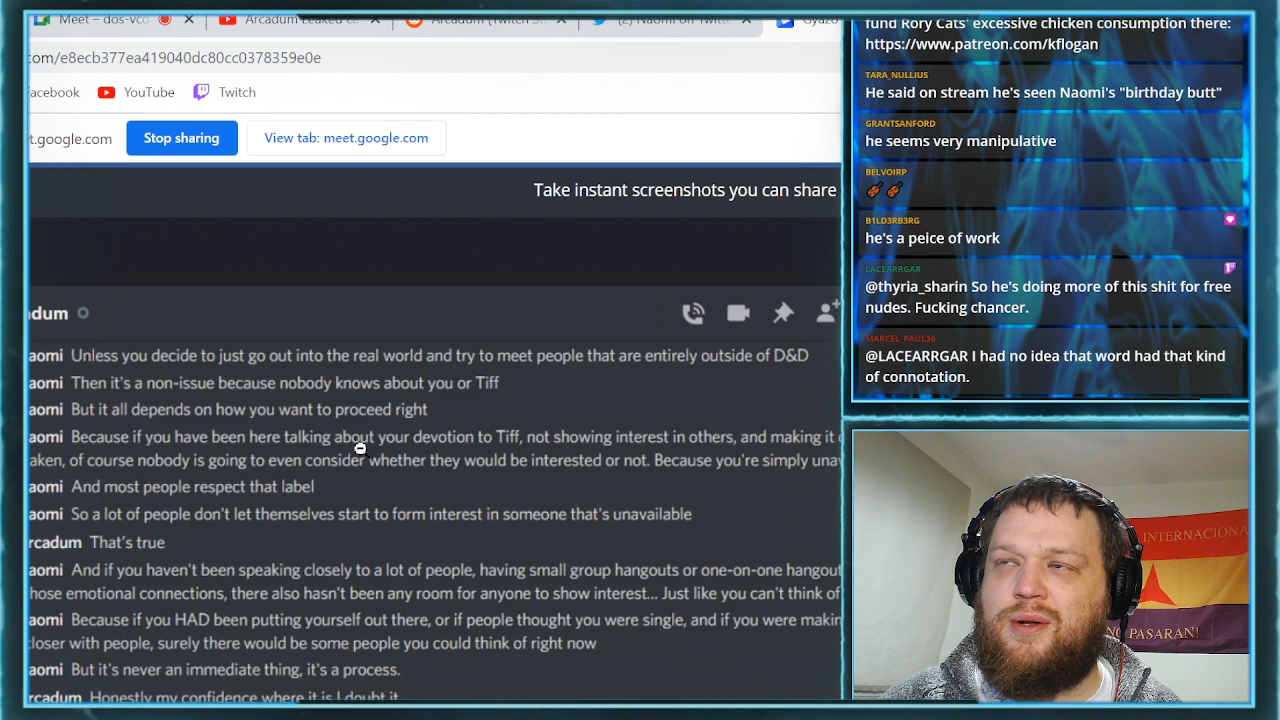 Meet – dos-vco
Arcadum Leaked ca
Arcadum (Twitch S
(2) Naomi on Twitte
Gyazo
com/e8ecb377ea419040dc80cc0378359e0e
acebook
YouTube
Twitch
t.google.com
Stop sharing
View tab: meet.google.com
Take instant screenshots you can share
adum
aomi Unless you decide to just go out into the real world and try to meet people that are entirely outside of D&D
aomi Then it's a non-issue because nobody knows about you or Tiff
aomi But it all depends on how you want to proceed right
aomi Because if you have been here talking about your devotion to Tiff, not showing interest in others, and making it
aken, of course nobody is going to even consider whether they would be interested or not. Because you're simply una
aomi And most people respect that label
aomi So a lot of people don't let themselves start to form interest in someone that's unavailable
rcadum That's true
aomi And if you haven't been speaking closely to a lot of people, having small group hangouts or one-on-one hangout
hose emotional connections, there also hasn't been any room for anyone to show interest... Just like you can't think of
aomi Because if you HAD been putting yourself out there, or if people thought you were single, and if you were makin
closer with people, surely there would be some people you could think of right now
aomi But it's never an immediate thing, it's a process.
rcadum Honestly my confidence where it is I doubt it
fund Rory Cats' excessive chicken consumption there:
https://www.patreon.com/kflogan
TARA_NULLIUS
He said on stream he's seen Naomi's "birthday butt"
GRANTSANFORD
he seems very manipulative
BELVOIRP
B1LD3RB3RG
he's a peice of work
LACEARRGAR
@thyria_sharin So he's doing more of this shit for free
nudes. Fucking chancer.
MARCEL_PAUL36
@LACEARRGAR I had no idea that word had that kind
of connotation.
INTERNACIONA
NO PASARAN!